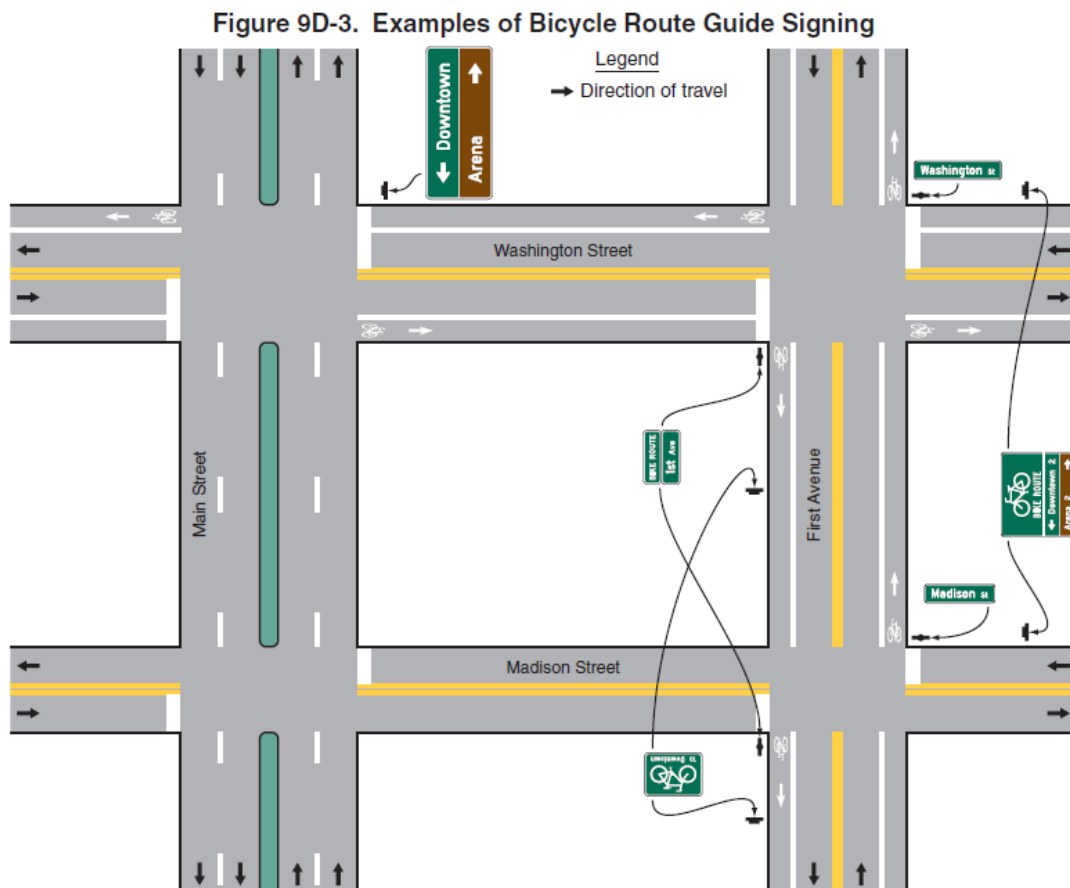 Figure 9D-3. Examples of Bicycle Route Guide Signing
Legend
Direction of travel
Downtown
Arena
Washington St
Washington Street
BIKE ROUTE
1st Ave
Main Street
First Avenue
BIKE ROUTE
Downtown 2
Arena 2
Madison St
Madison Street
To Downtown